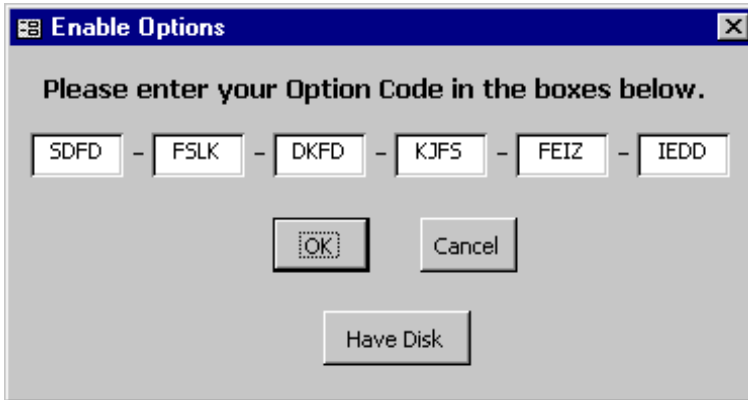 Enable Options
Please enter your Option Code in the boxes below.
SDFD - FSLK - DKFD - KJFS - FEIZ - IEDD
OK Cancel
Have Disk